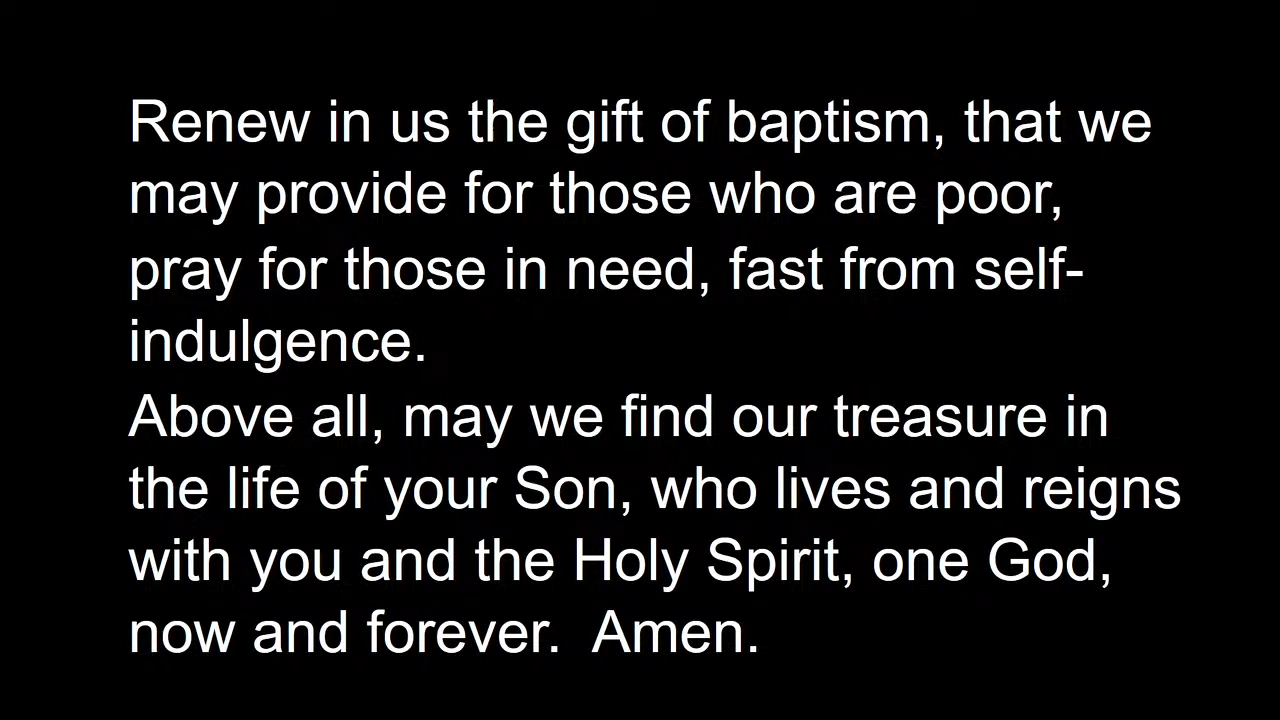 Renew in us the gift of baptism, that we
may provide for those who are poor,
pray for those in need, fast from self-
indulgence.
Above all, may we find our treasure in
the life of your Son, who lives and reigns
with you and the Holy Spirit, one God,
now and forever.  Amen.